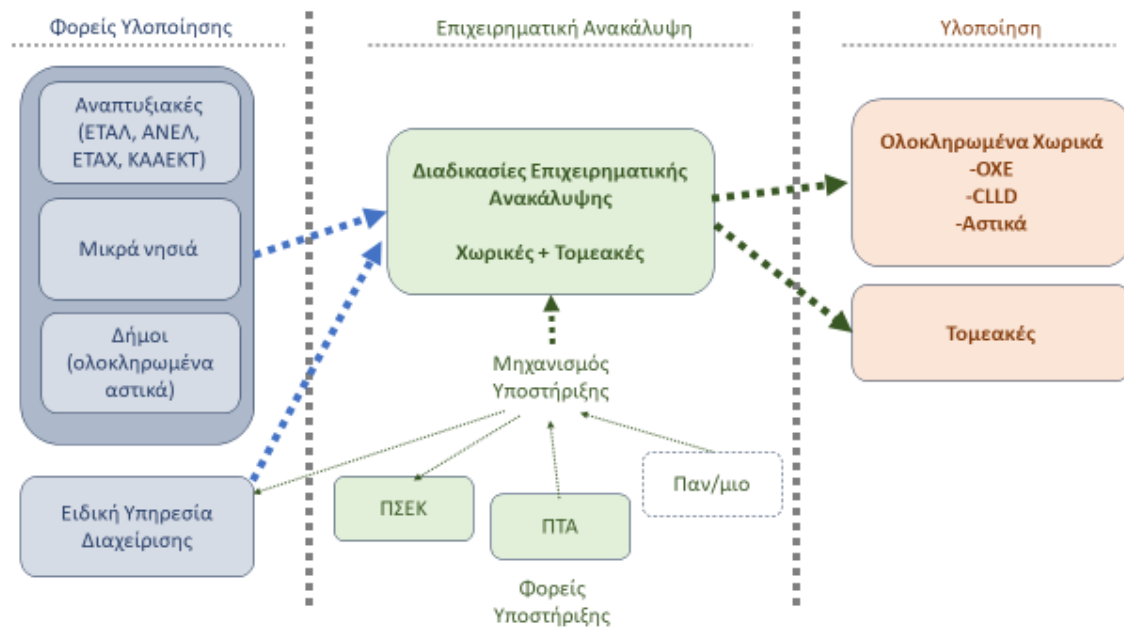 Φορείς Υλοποίησης
Αναπτυξιακές
(ΕΤΑΛ, ΑΝΕΛ,
ΕΤΑΧ, ΚΑΑΕΚΤ)
Μικρά νησιά
Δήμοι
(ολοκληρωμένα
αστικά)
Ειδική Υπηρεσία
Διαχείρισης
Επιχειρηματική Ανακάλυψη
Διαδικασίες Επιχειρηματικής
Ανακάλυψης
Χωρικές + Τομεακές
Μηχανισμός
Υποστήριξης
ΠΣΕΚ
ΠΤΑ
Παν/μιο
Φορείς
Υποστήριξης
Υλοποίηση
Ολοκληρωμένα Χωρικά
-ΟΧΕ
-CLLD
-Αστικά
Τομεακές